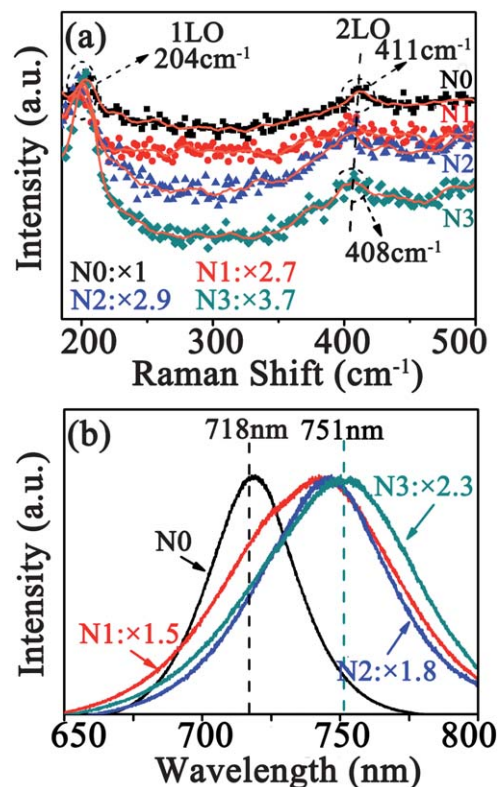 (a)
1LO
204cm⁻¹
2LO
411cm⁻¹
N0
N1
N2
N3
408cm⁻¹
N0:×1 N1:×2.7
N2:×2.9 N3:×3.7
Intensity (a.u.)
200 300 400 500
Raman Shift (cm⁻¹)
(b)
718nm 751nm
N3:×2.3
N0
N1:×1.5
N2:×1.8
Intensity (a.u.)
650 700 750 800
Wavelength (nm)